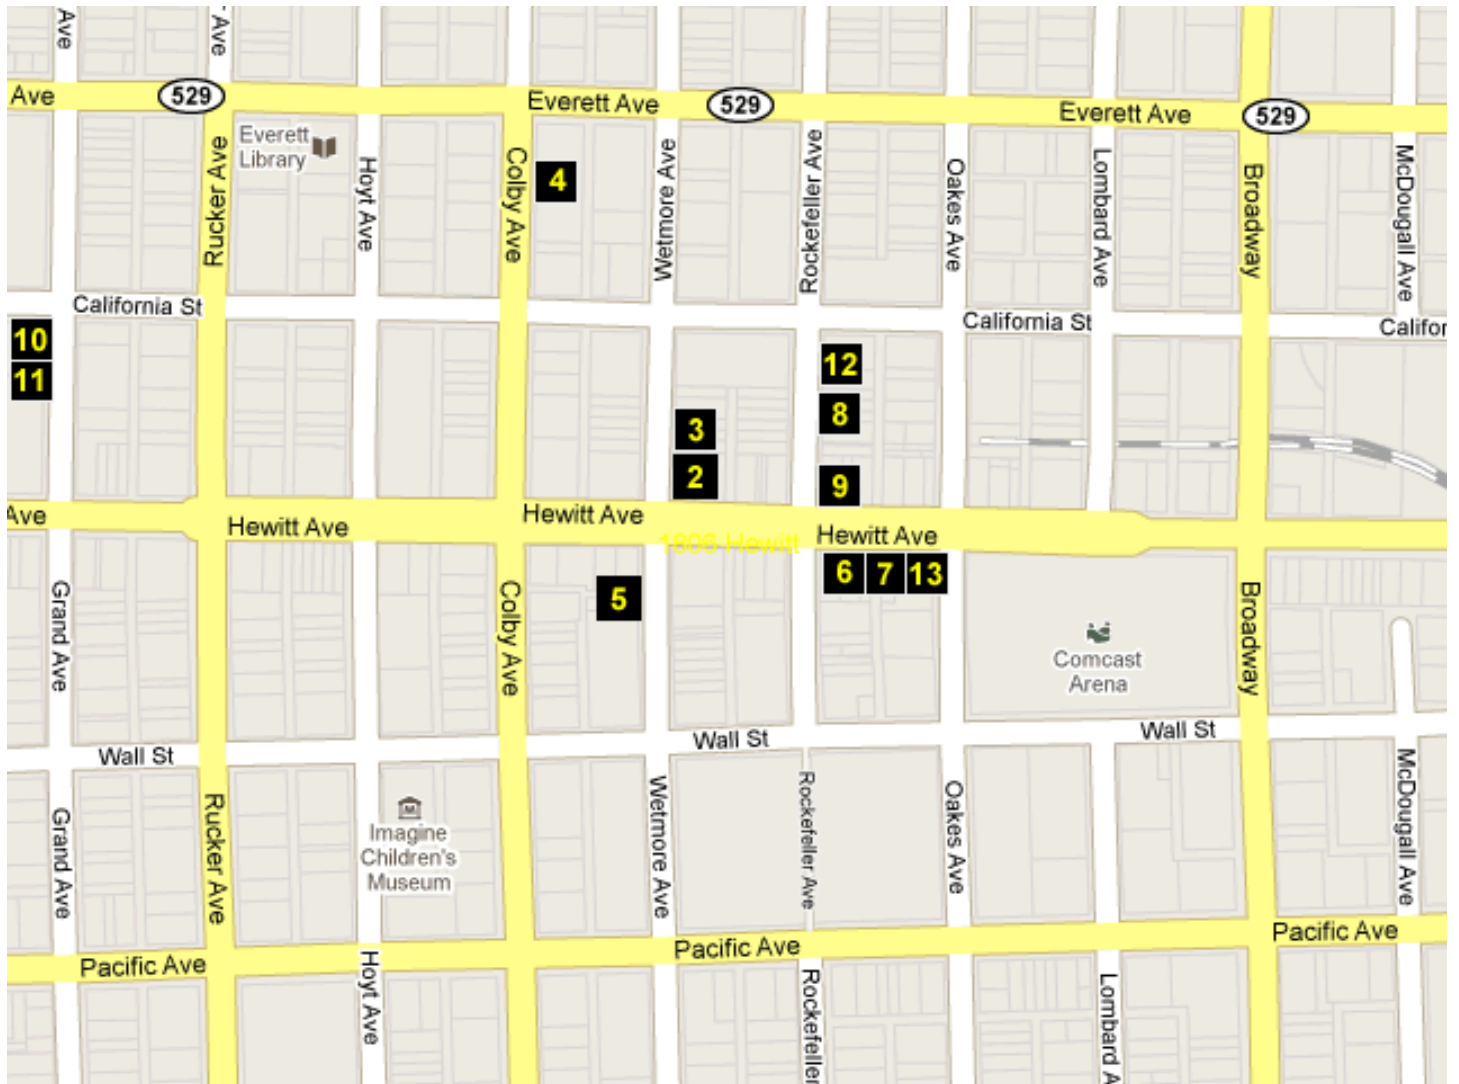 Ave
Ave
Ave
529
Everett Ave
529
Everett Ave
529
Everett
Library
Rucker Ave
Hoyt Ave
Colby Ave
4
Wetmore Ave
Rockefeller Ave
Oakes Ave
Lombard Ave
Broadway
McDougall Ave
California St
California St
Califor
10
11
12
3
8
2
9
Ave
Hewitt Ave
Hewitt Ave
1806 Hewitt
Hewitt Ave
6
7
13
5
Grand Ave
Colby Ave
Broadway
Comcast
Arena
Wall St
Wall St
Wall St
Grand Ave
Rucker Ave
Imagine
Children's
Museum
Wetmore Ave
Rockefeller Ave
Oakes Ave
McDougall Ave
Pacific Ave
Pacific Ave
Pacific Ave
Hoyt Ave
Rockefeller
Lombard A